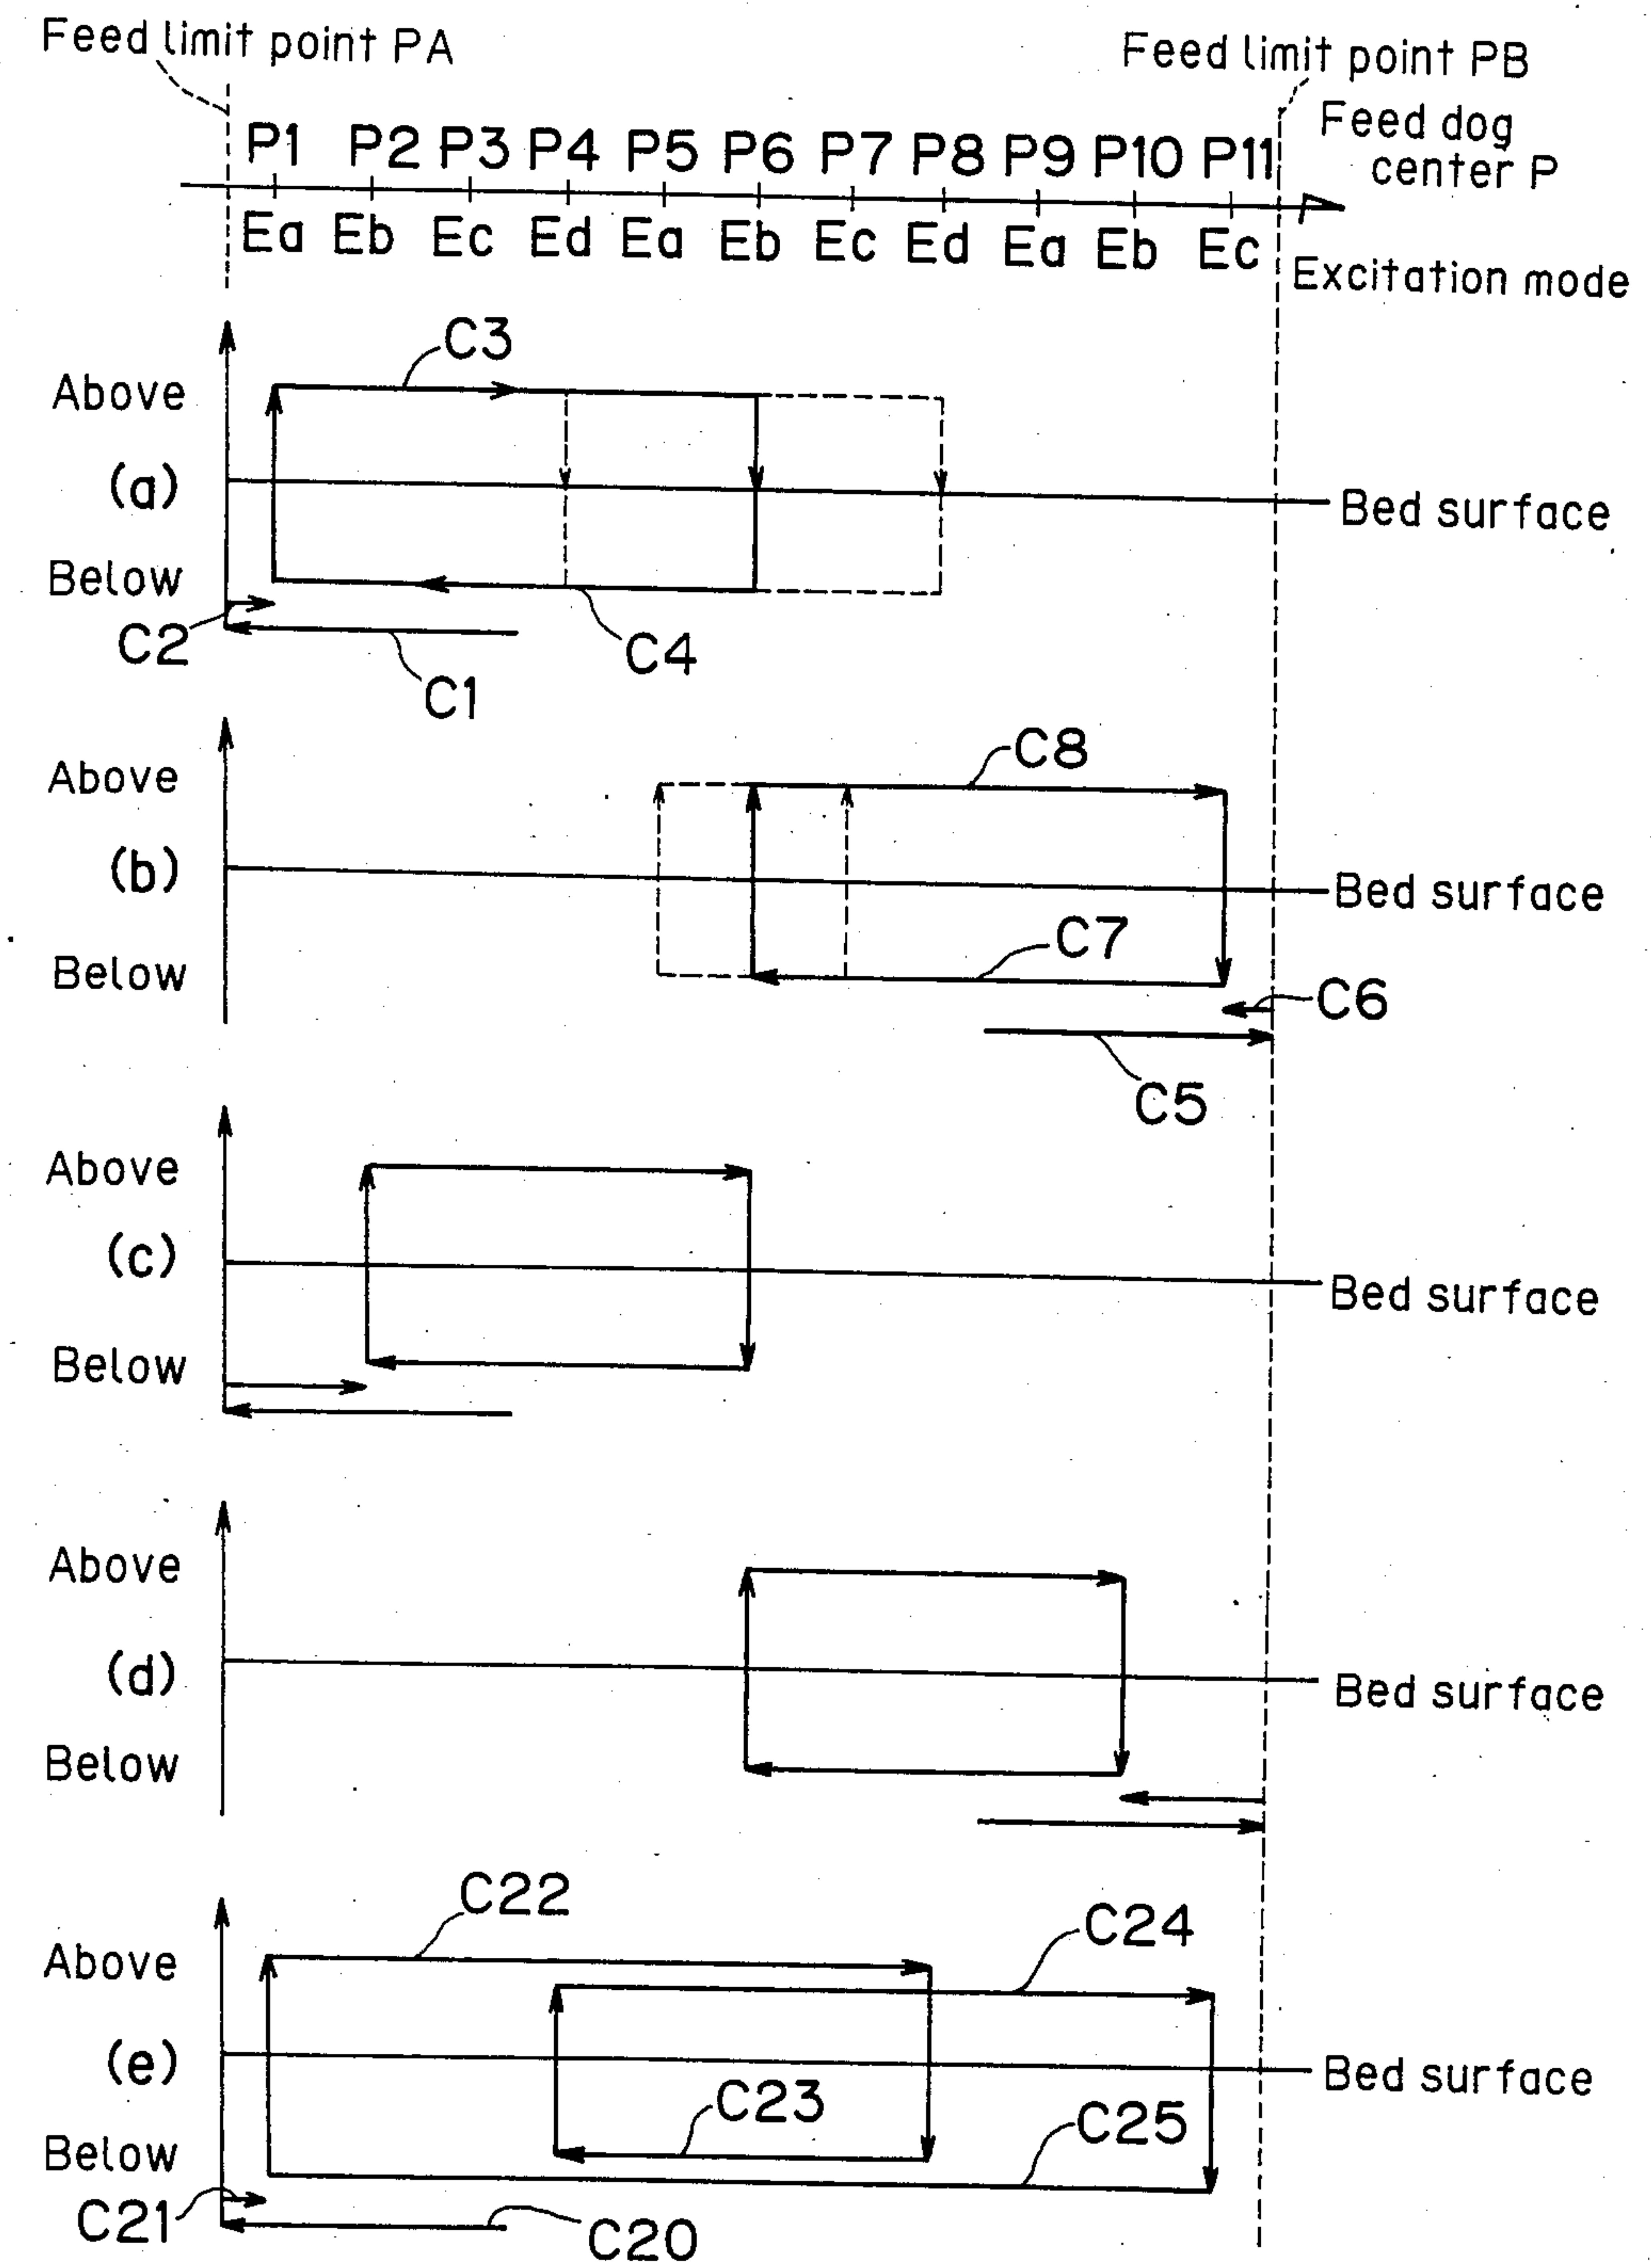 Feed limit point PA
Feed limit point PB
P1 P2 P3 P4 P5 P6 P7 P8 P9 P10 P11
Feed dog
center P
Ea Eb Ec Ed Ea Eb Ec Ed Ea Eb Ec
Excitation mode
C3
Above
(a)
Bed surface
Below
C2
C4
C1
C8
Above
(b)
Bed surface
C7
Below
C6
C5
Above
(c)
Bed surface
Below
Above
(d)
Bed surface
Below
C22
C24
Above
(e)
Bed surface
C23
C25
Below
C21
C20